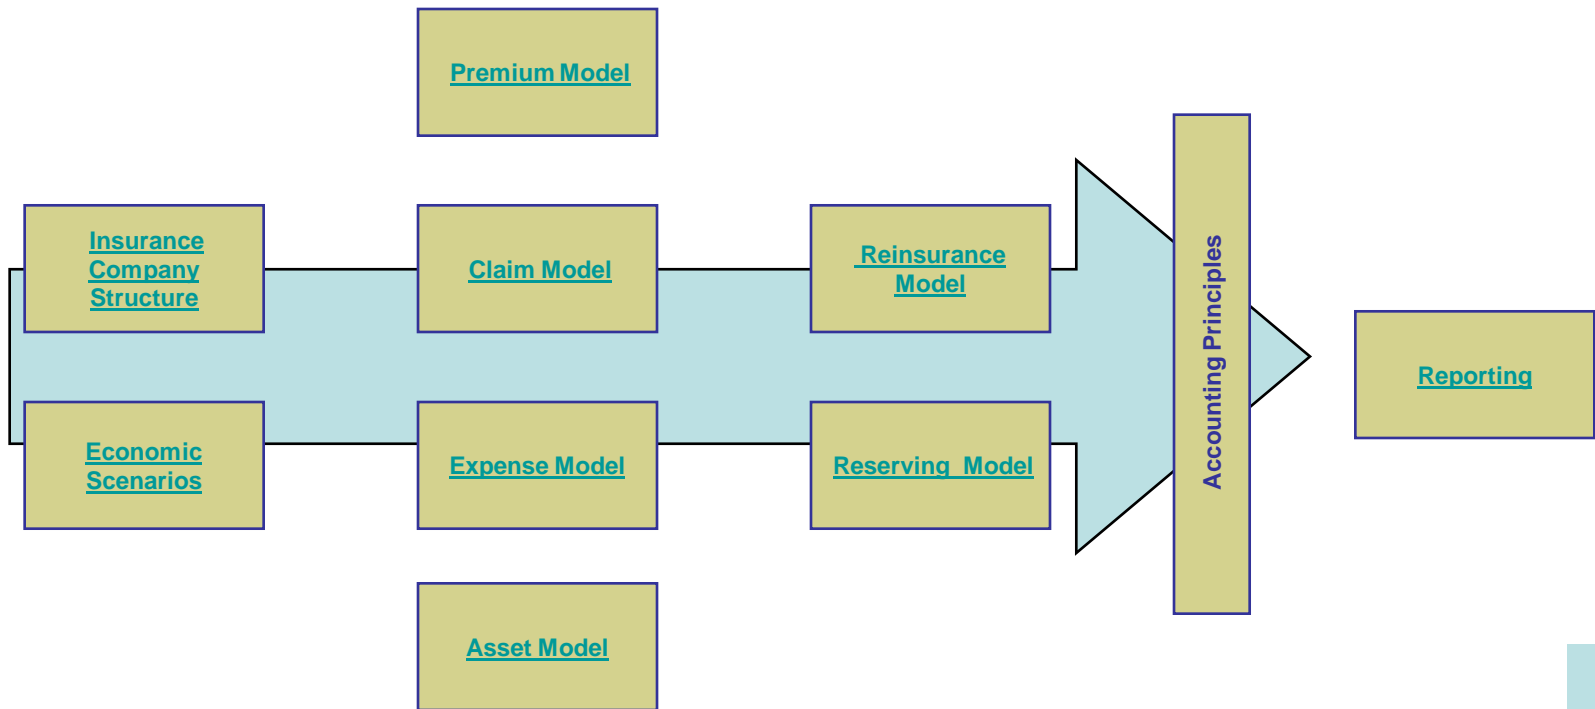 Premium Model
Insurance
Company
Structure
Claim Model
Reinsurance
Model
Accounting Principles
Reporting
Economic
Scenarios
Expense Model
Reserving Model
Asset Model